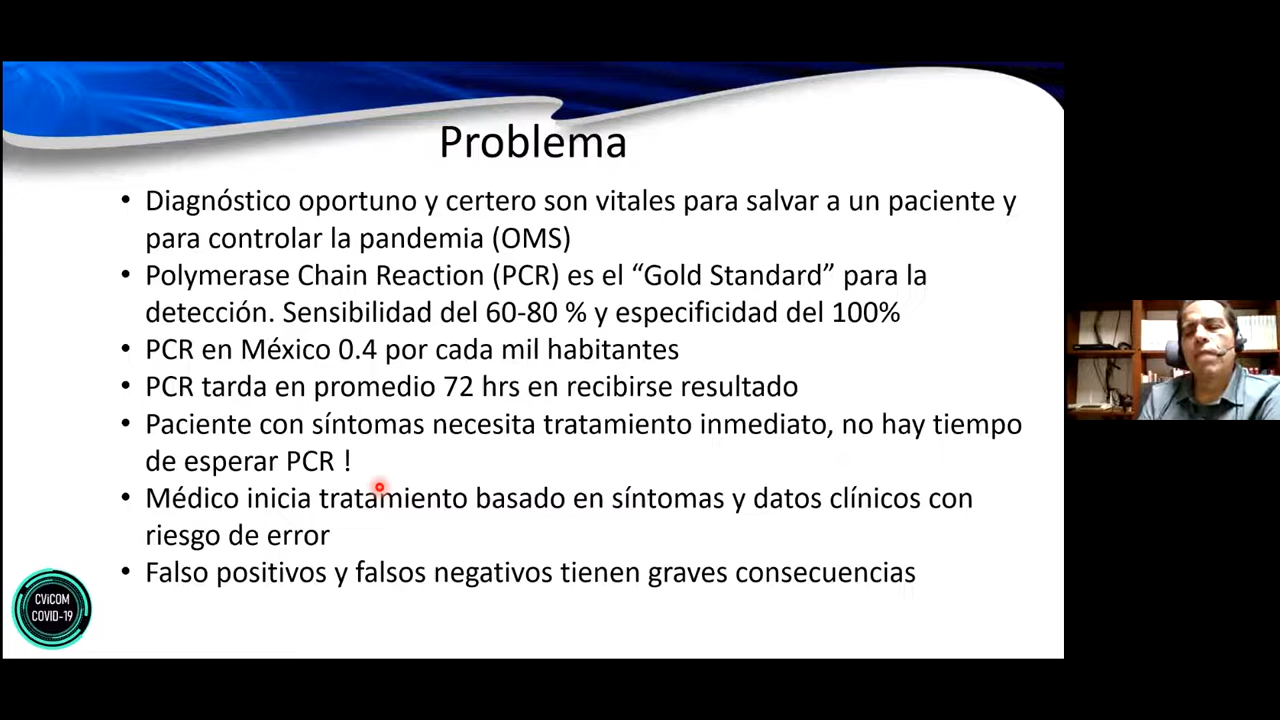 Problema
• Diagnóstico oportuno y certero son vitales para salvar a un paciente y
para controlar la pandemia (OMS)
• Polymerase Chain Reaction (PCR) es el “Gold Standard” para la
detección. Sensibilidad del 60-80 % y especificidad del 100%
• PCR en México 0.4 por cada mil habitantes
• PCR tarda en promedio 72 hrs en recibirse resultado
• Paciente con síntomas necesita tratamiento inmediato, no hay tiempo
de esperar PCR !
• Médico inicia tratamiento basado en síntomas y datos clínicos con
riesgo de error
• Falso positivos y falsos negativos tienen graves consecuencias
CViCOM
COVID-19